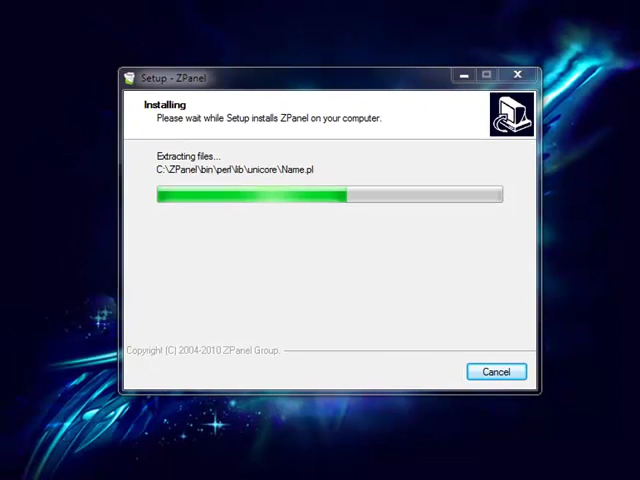 Setup - ZPanel
Installing
Please wait while Setup installs ZPanel on your computer.
Extracting files...
C:\ZPanel\bin\perl\lib\unicore\Name.pl
Copyright (C) 2004-2010 ZPanel Group.
Cancel